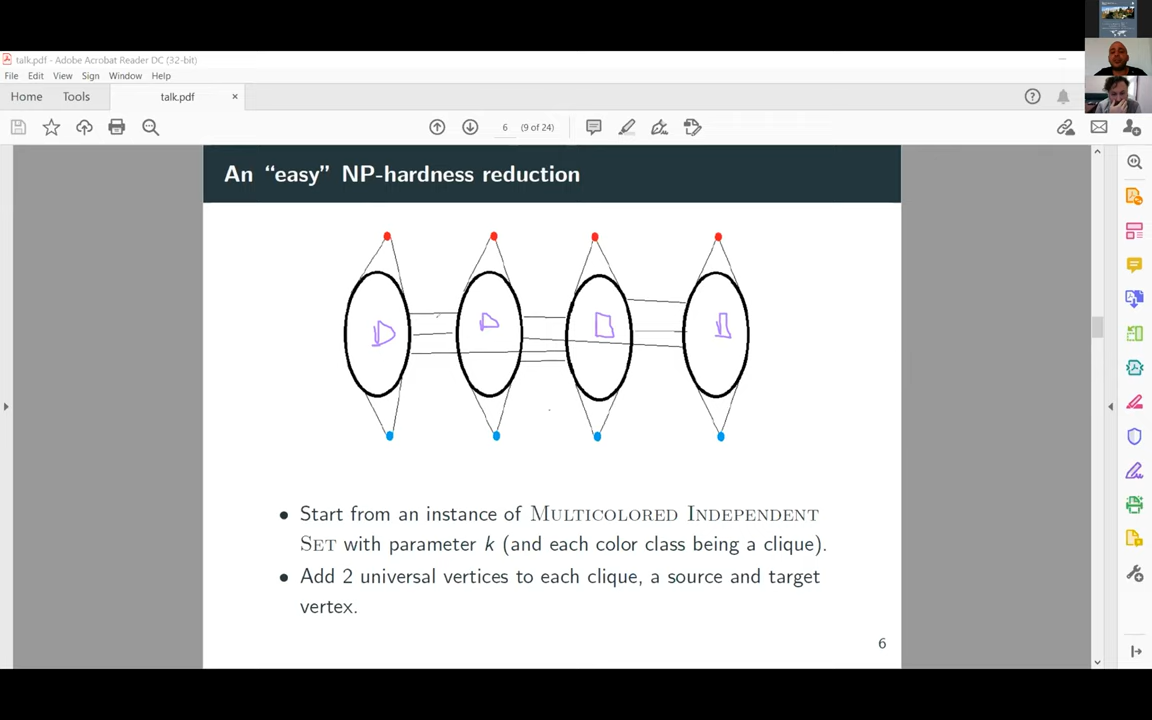 talk.pdf - Adobe Acrobat Reader DC (32-bit)
File Edit View Sign Window Help
Home Tools talk.pdf ×
6 (9 of 24)
An “easy” NP-hardness reduction
• Start from an instance of MULTICOLORED INDEPENDENT
SET with parameter k (and each color class being a clique).
• Add 2 universal vertices to each clique, a source and target
vertex.
6